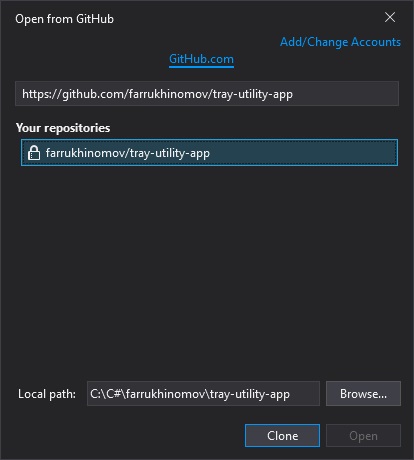 Open from GitHub
Add/Change Accounts
GitHub.com
https://github.com/farrukhinomov/tray-utility-app
Your repositories
farrukhinomov/tray-utility-app
Local path: C:\C#\farrukhinomov\tray-utility-app Browse...
Clone Open